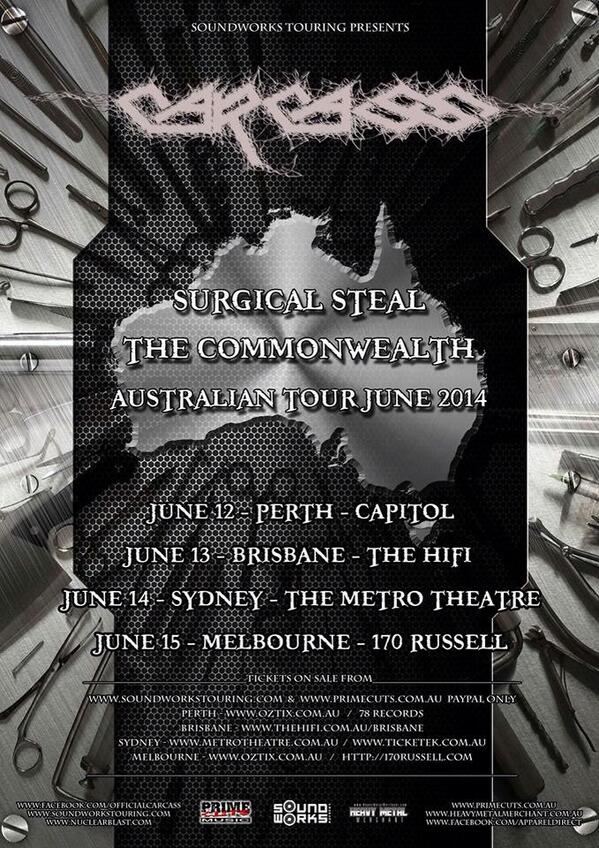 SOUNDWORKS TOURING PRESENTS
CARCASS
SURGICAL STEAL
THE COMMONWEALTH
AUSTRALIAN TOUR JUNE 2014
JUNE 12 - PERTH - CAPITOL
JUNE 13 - BRISBANE - THE HIFI
JUNE 14 - SYDNEY - THE METRO THEATRE
JUNE 15 - MELBOURNE - 170 RUSSELL
TICKETS ON SALE FROM
WWW.SOUNDWORKSTOURING.COM & WWW.PRIMECUTS.COM.AU PAYPAL ONLY
PERTH - WWW.OZTIX.COM.AU / 78 RECORDS
BRISBANE - WWW.THEHIFI.COM.AU/BRISBANE
SYDNEY - WWW.METROTHEATRE.COM.AU / WWW.TICKETEK.COM.AU
MELBOURNE - WWW.OZTIX.COM.AU / HTTP://170RUSSELL.COM
WWW.FACEBOOK.COM/OFFICIALCARCASS
WWW.SOUNDWORKSTOURING.COM
WWW.NUCLEARBLAST.COM
PRIME CUTS MUSIC
SOUND WORKS
HEAVY METAL MERCHANT
WWW.PRIMECUTS.COM.AU
WWW.HEAVYMETALMERCHANT.COM.AU
WWW.FACEBOOK.COM/APPARELDIRECT